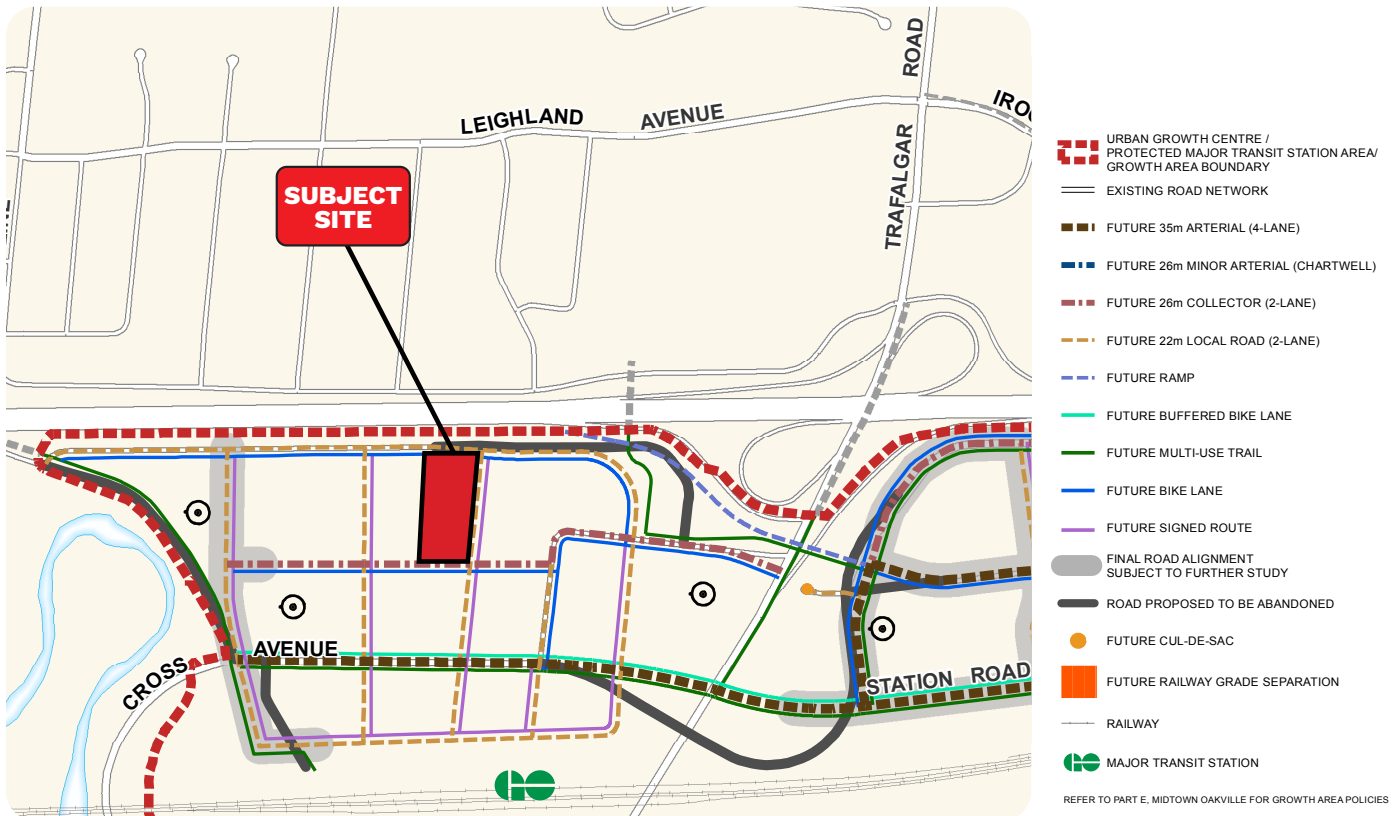 ROAD
TRAFALGAR
LEIGHLAND AVENUE
SUBJECT
SITE
CROSS
AVENUE
STATION ROAD
GO
URBAN GROWTH CENTRE /
PROTECTED MAJOR TRANSIT STATION AREA/
GROWTH AREA BOUNDARY
EXISTING ROAD NETWORK
FUTURE 35m ARTERIAL (4-LANE)
FUTURE 26m MINOR ARTERIAL (CHARTWELL)
FUTURE 26m COLLECTOR (2-LANE)
FUTURE 22m LOCAL ROAD (2-LANE)
FUTURE RAMP
FUTURE BUFFERED BIKE LANE
FUTURE MULTI-USE TRAIL
FUTURE BIKE LANE
FUTURE SIGNED ROUTE
FINAL ROAD ALIGNMENT
SUBJECT TO FURTHER STUDY
ROAD PROPOSED TO BE ABANDONED
FUTURE CUL-DE-SAC
FUTURE RAILWAY GRADE SEPARATION
RAILWAY
GO MAJOR TRANSIT STATION
REFER TO PART E, MIDTOWN OAKVILLE FOR GROWTH AREA POLICIES